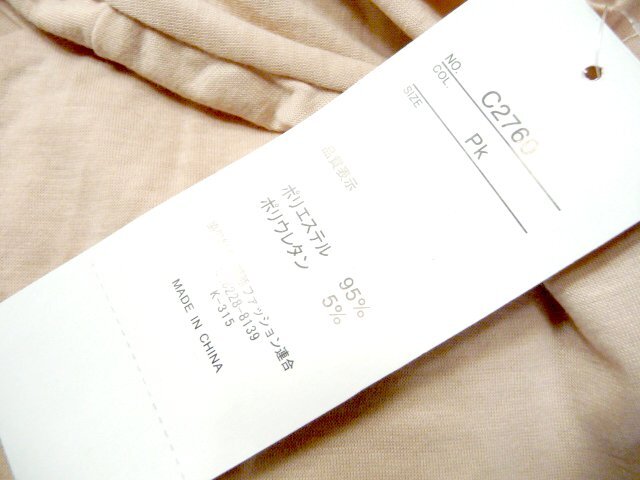 NO. C2760
COL Pk
SIZE
品質表示
ポリエステル 95%
ポリウレタン 5%
ファッション連合
228-8139
K-315
MADE IN CHINA